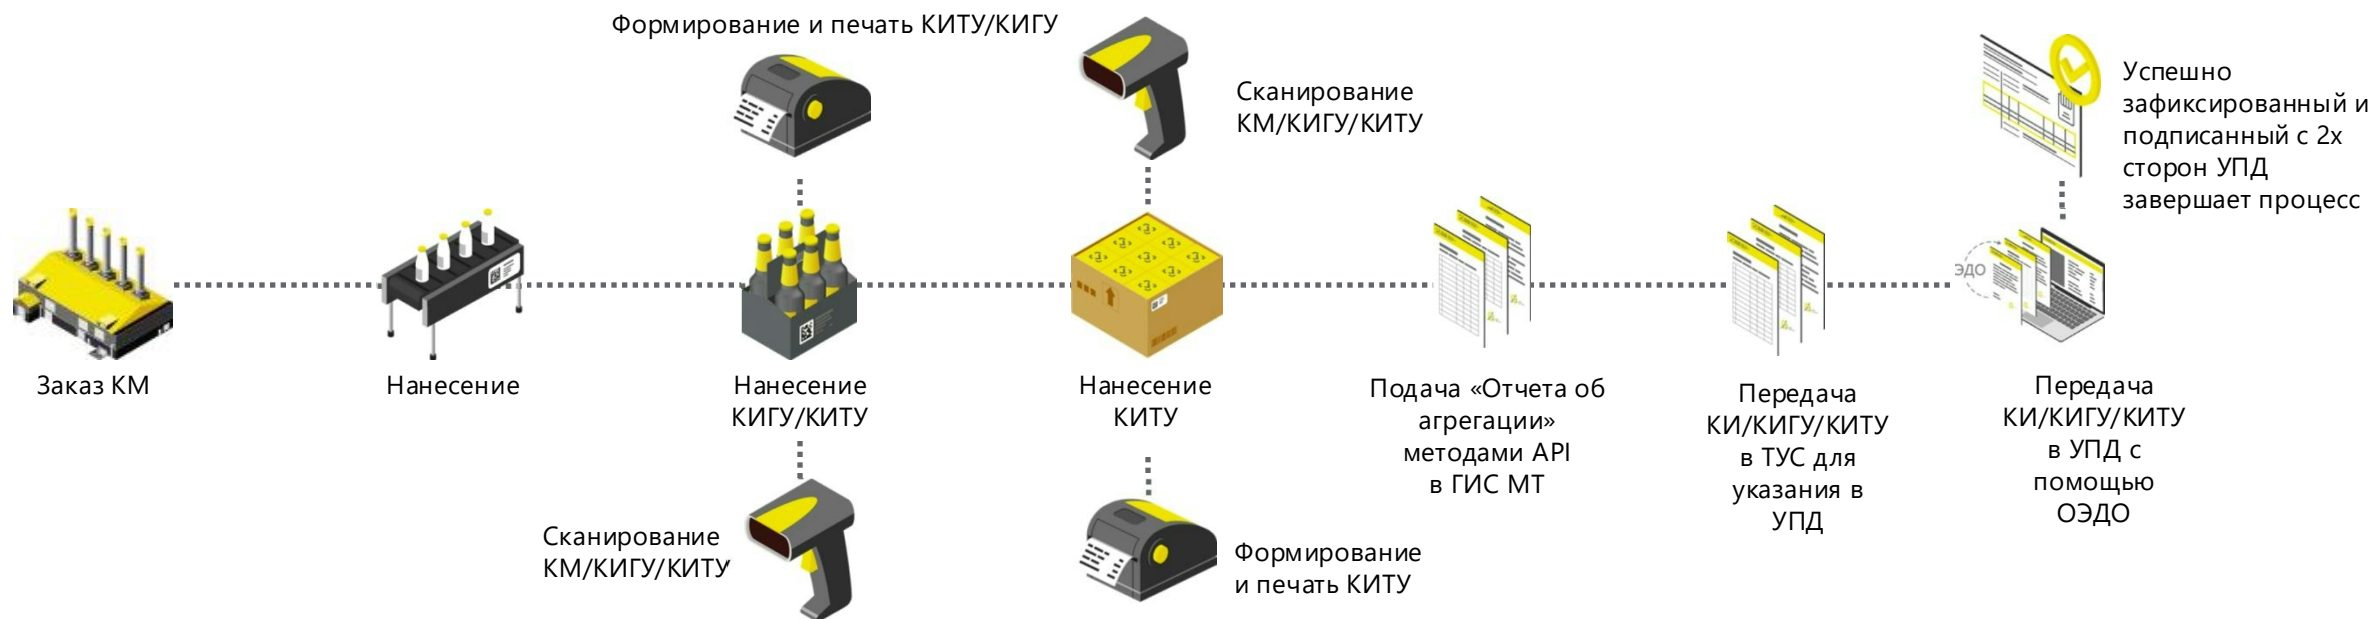 Формирование и печать КИТУ/КИГУ
Сканирование
КМ/КИГУ/КИТУ
Успешно
зафиксированный и
подписанный с 2х
сторон УПД
завершает процесс
ЭДО
Заказ КМ
Нанесение
Нанесение
КИГУ/КИТУ
Нанесение
КИТУ
Подача «Отчета об
агрегации»
методами API
в ГИС МТ
Передача
КИ/КИГУ/КИТУ
в ТУС для
указания в
УПД
Передача
КИ/КИГУ/КИТУ
в УПД с
помощью
ОЭДО
Сканирование
КМ/КИГУ/КИТУ
Формирование
и печать КИТУ